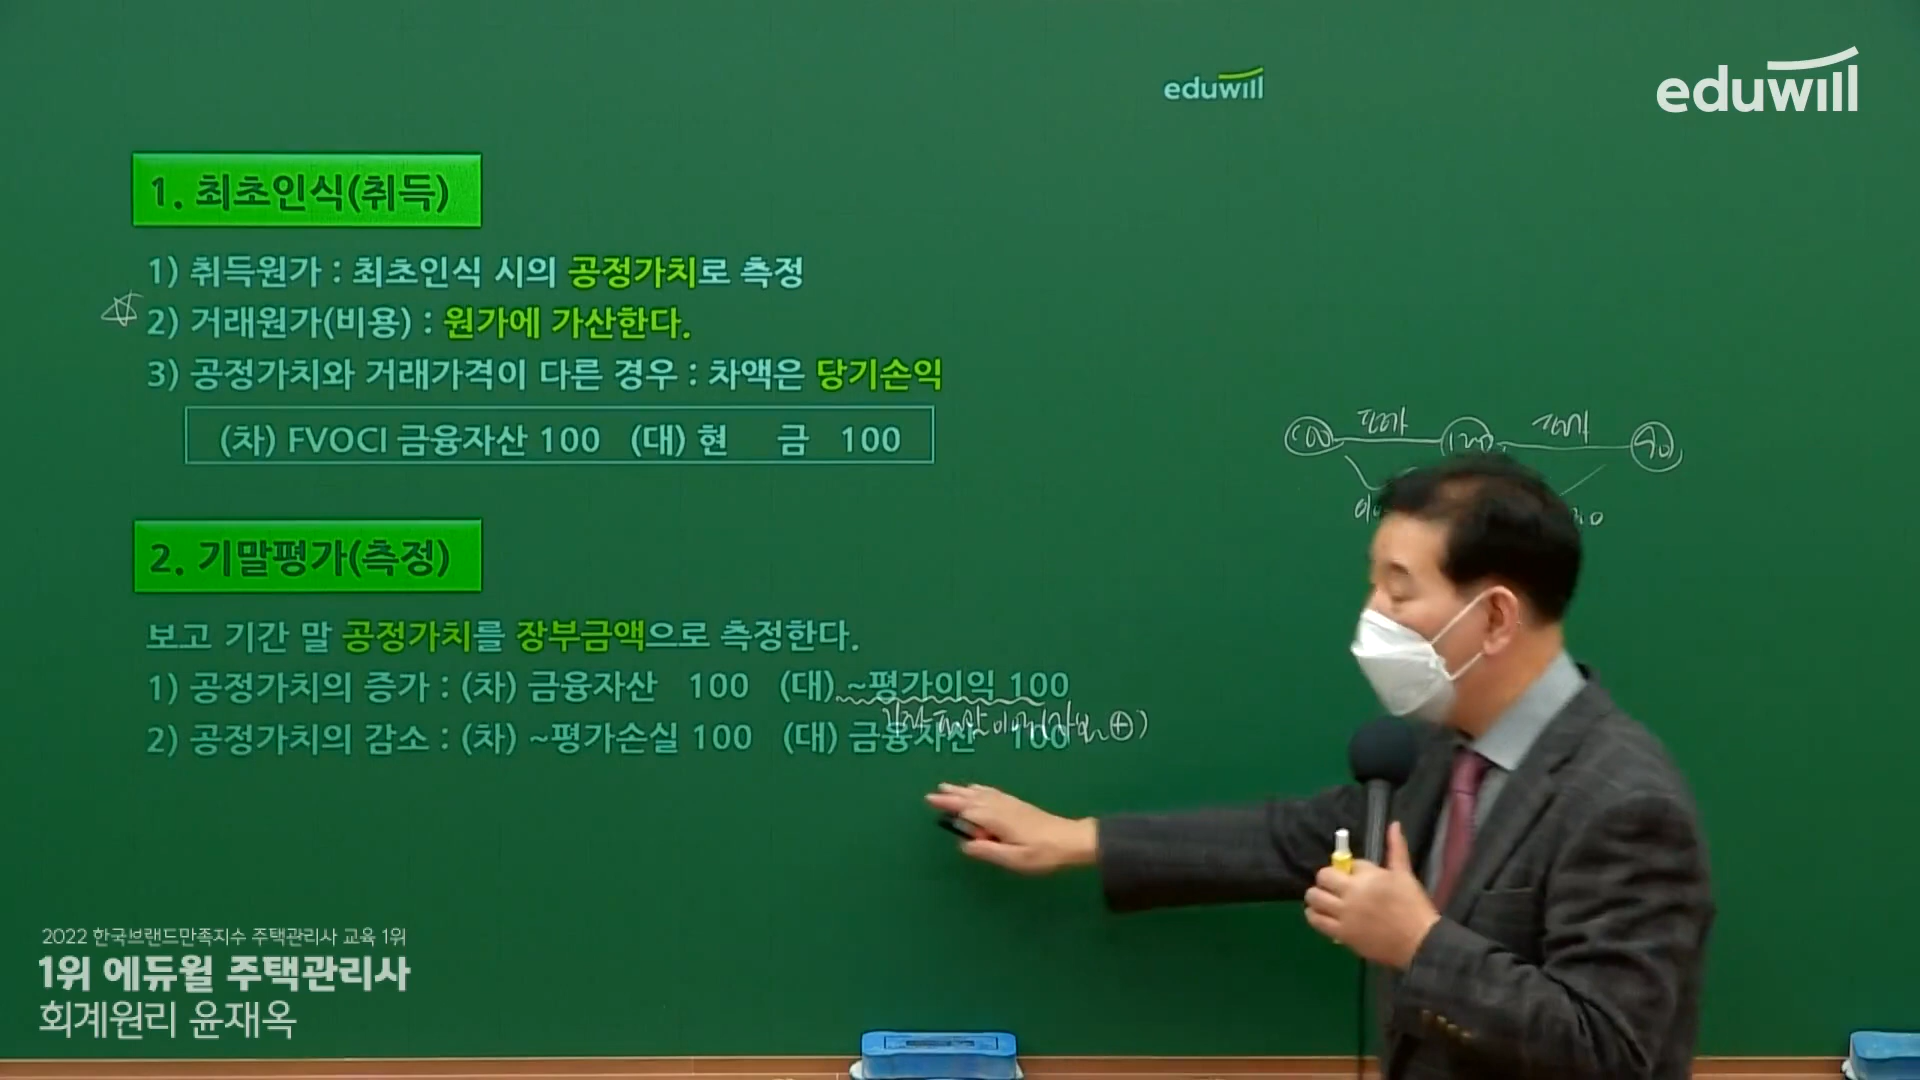 eduwill
eduwill
1. 최초인식(취득)
1) 취득원가 : 최초인식 시의 공정가치로 측정
2) 거래원가(비용) : 원가에 가산한다.
3) 공정가치와 거래가격이 다른 경우 : 차액은 당기손익
(차) FVOCI 금융자산 100 (대) 현 금 100
100 120 90
2. 기말평가(측정)
보고 기간 말 공정가치를 장부금액으로 측정한다.
1) 공정가치의 증가 : (차) 금융자산 100 (대) ~평가이익 100
2) 공정가치의 감소 : (차) ~평가손실 100 (대) 금융자산 100
2022 한국브랜드만족지수 주택관리사 교육 1위
1위 에듀윌 주택관리사
회계원리 윤재옥